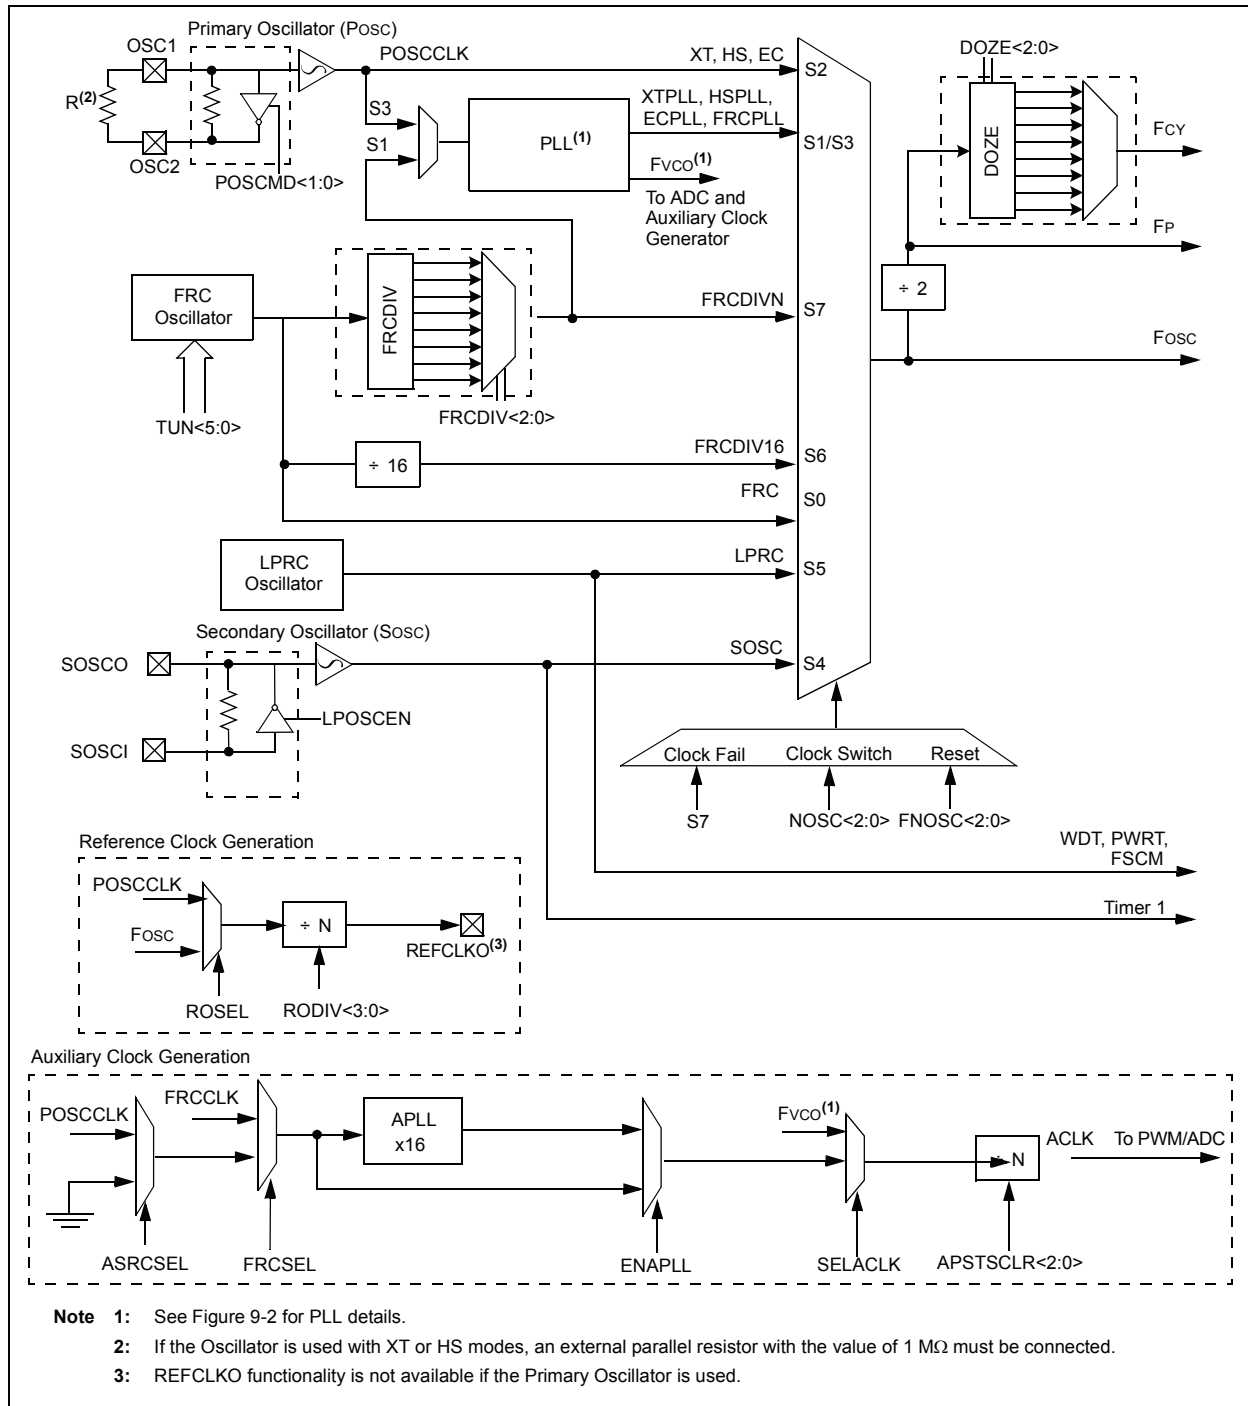 Primary Oscillator (POSC)
OSC1
R(2)
OSC2
POSCMD<1:0>
POSCCLK
S3
S1
PLL(1)
XT, HS, EC
XTPLL, HSPLL,
ECPLL, FRCPLL
FVCO(1)
To ADC and
Auxiliary Clock
Generator
S2
S1/S3
DOZE<2:0>
DOZE
FCY
FP
÷ 2
FOSC
FRC
Oscillator
TUN<5:0>
FRCDIV
FRCDIV<2:0>
FRCDIVN
S7
÷ 16
FRCDIV16
S6
FRC
S0
LPRC
Oscillator
LPRC
S5
Secondary Oscillator (SOSC)
SOSCO
SOSCI
LPOSCEN
SOSC
S4
Clock Fail
Clock Switch
Reset
S7
NOSC<2:0>
FNOSC<2:0>
WDT, PWRT,
FSCM
Timer 1
Reference Clock Generation
POSCCLK
FOSC
÷ N
REFCLKO(3)
ROSEL
RODIV<3:0>
Auxiliary Clock Generation
POSCCLK
FRCCLK
APLL
x16
FVCO(1)
÷ N
ACLK
To PWM/ADC
ASRCSEL
FRCSEL
ENAPLL
SELACLK
APSTSCLR<2:0>
Note 1: See Figure 9-2 for PLL details.
2: If the Oscillator is used with XT or HS modes, an external parallel resistor with the value of 1 MΩ must be connected.
3: REFCLKO functionality is not available if the Primary Oscillator is used.